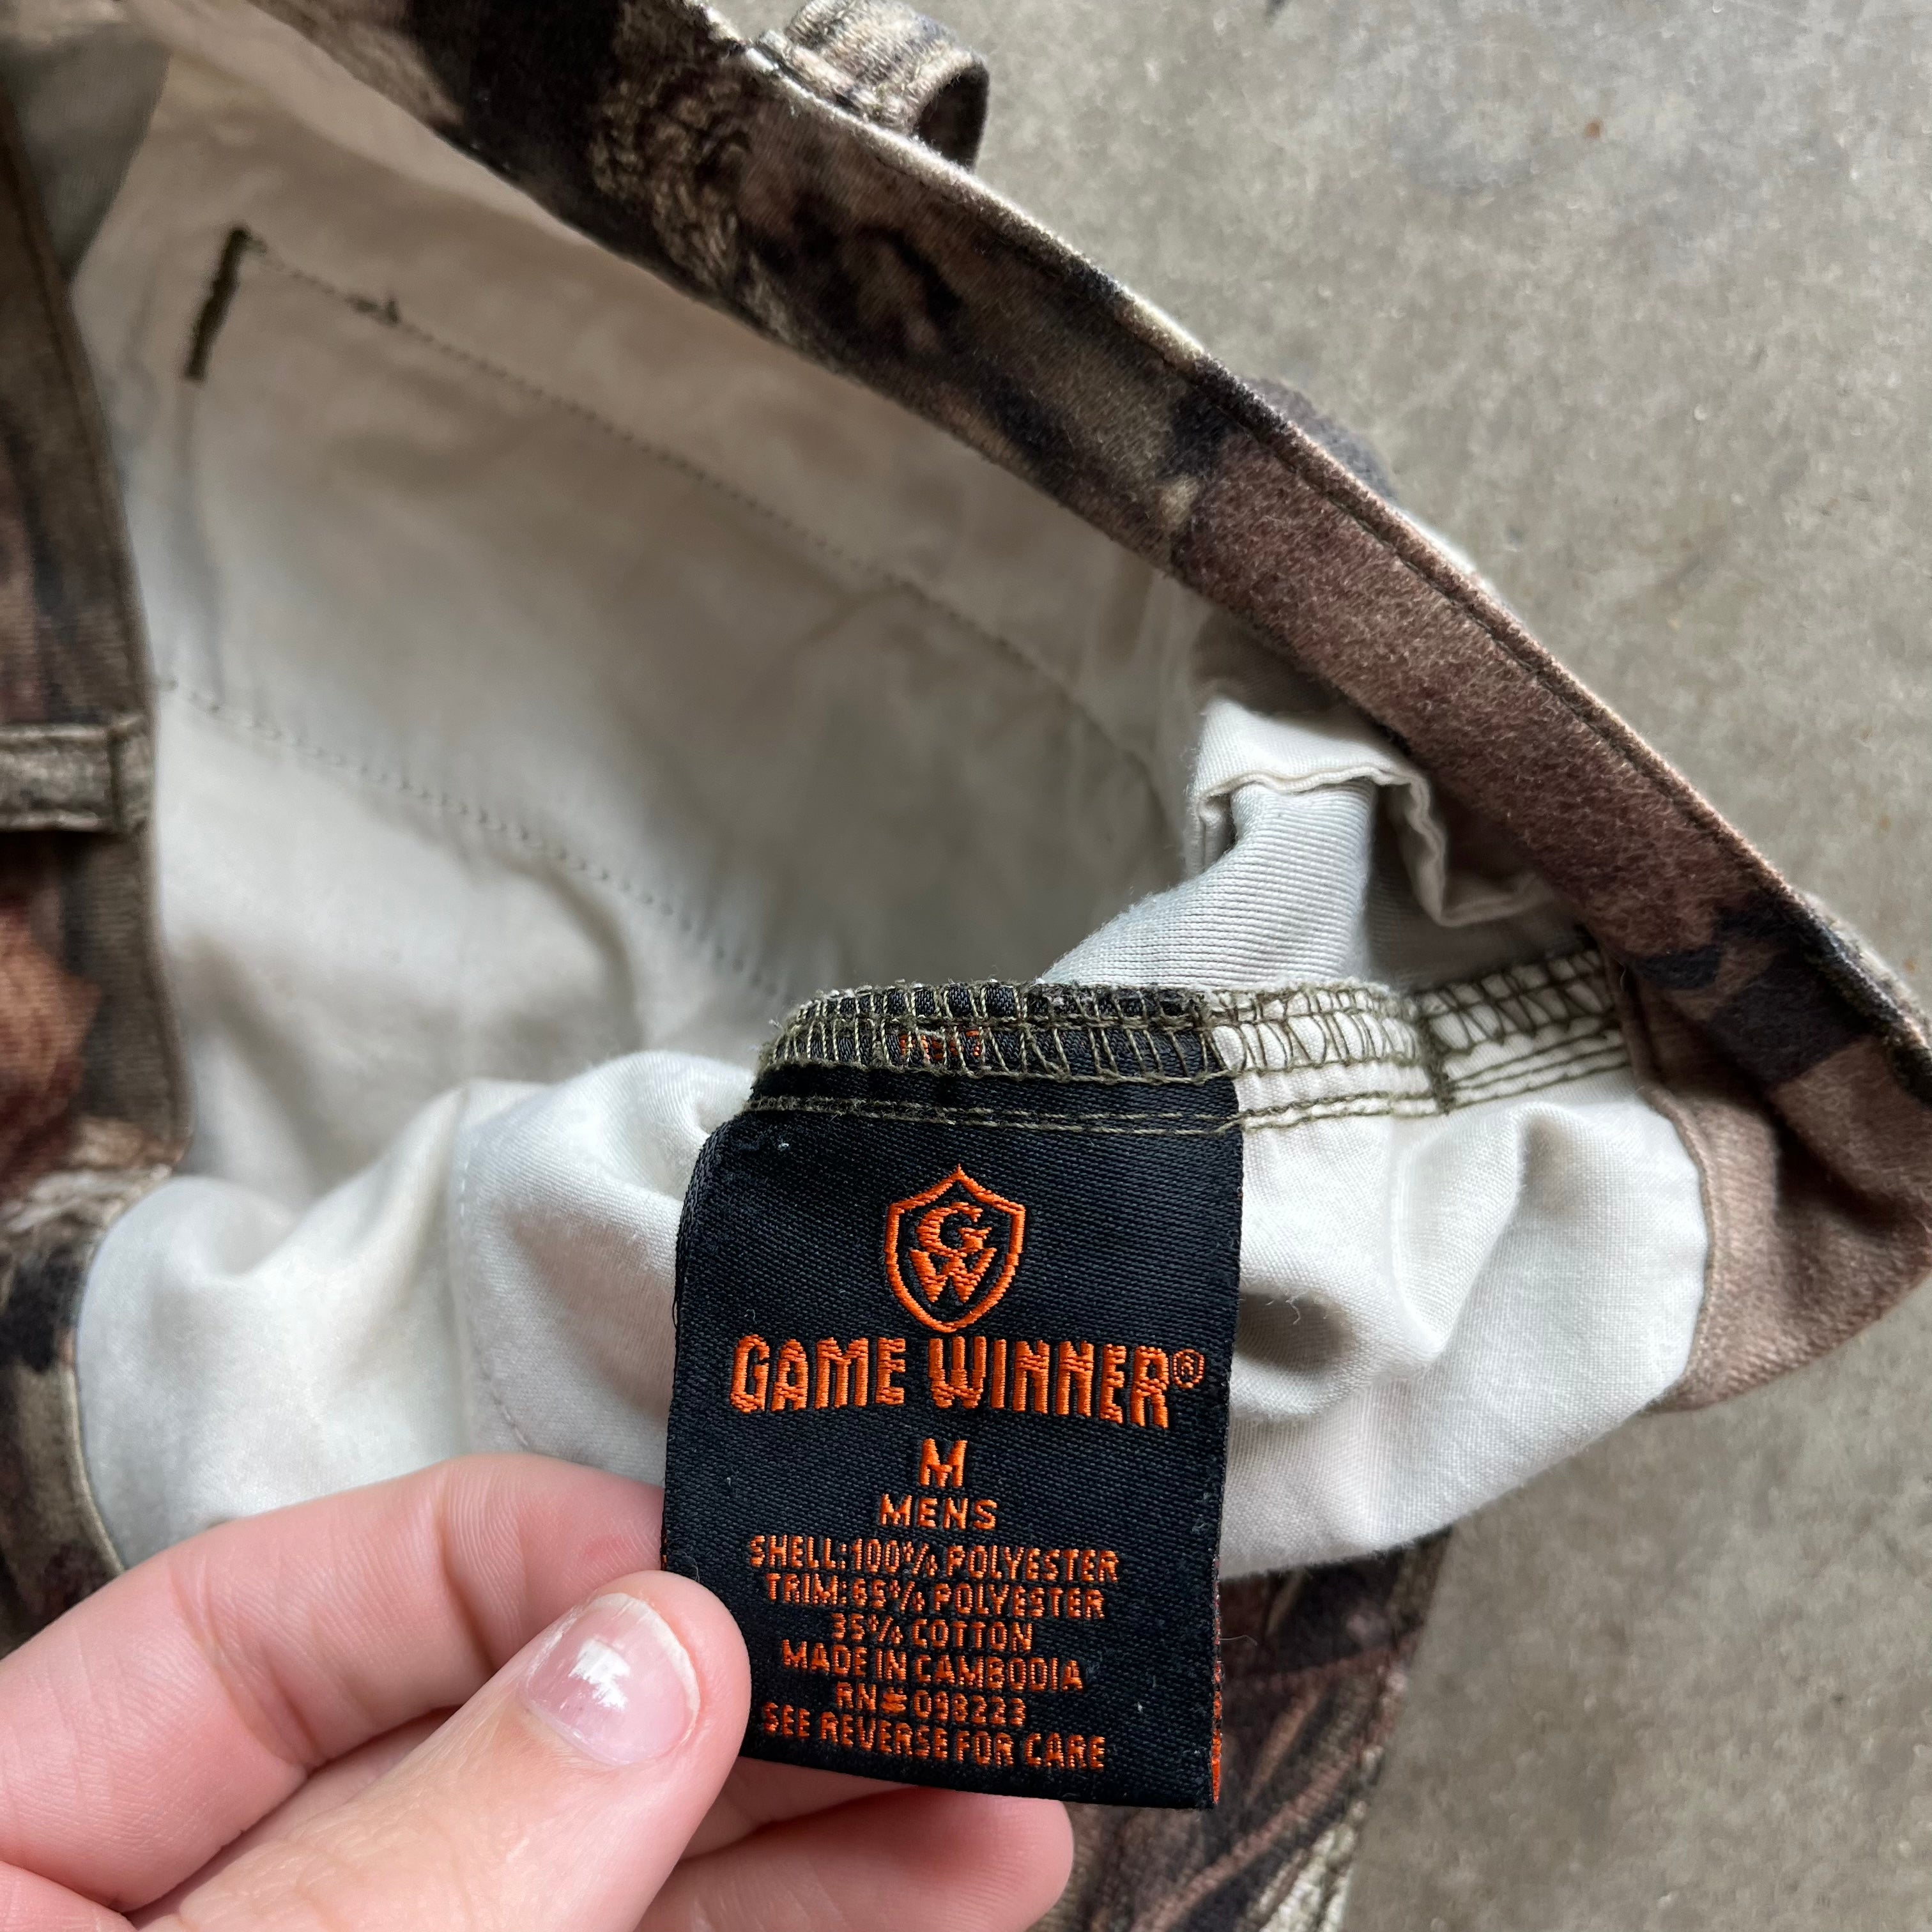 GW
GAME WINNER®
M
MENS
SHELL:100% POLYESTER
TRIM:65% POLYESTER
35% COTTON
MADE IN CAMBODIA
RN# 098223
SEE REVERSE FOR CARE